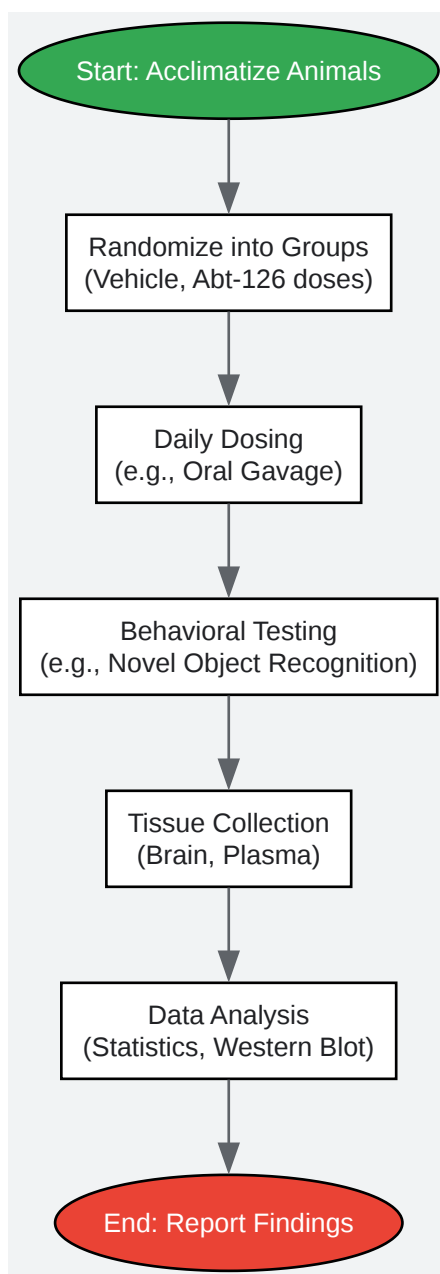 Start: Acclimatize Animals
Randomize into Groups
(Vehicle, Abt-126 doses)
Daily Dosing
(e.g., Oral Gavage)
Behavioral Testing
(e.g., Novel Object Recognition)
Tissue Collection
(Brain, Plasma)
Data Analysis
(Statistics, Western Blot)
End: Report Findings